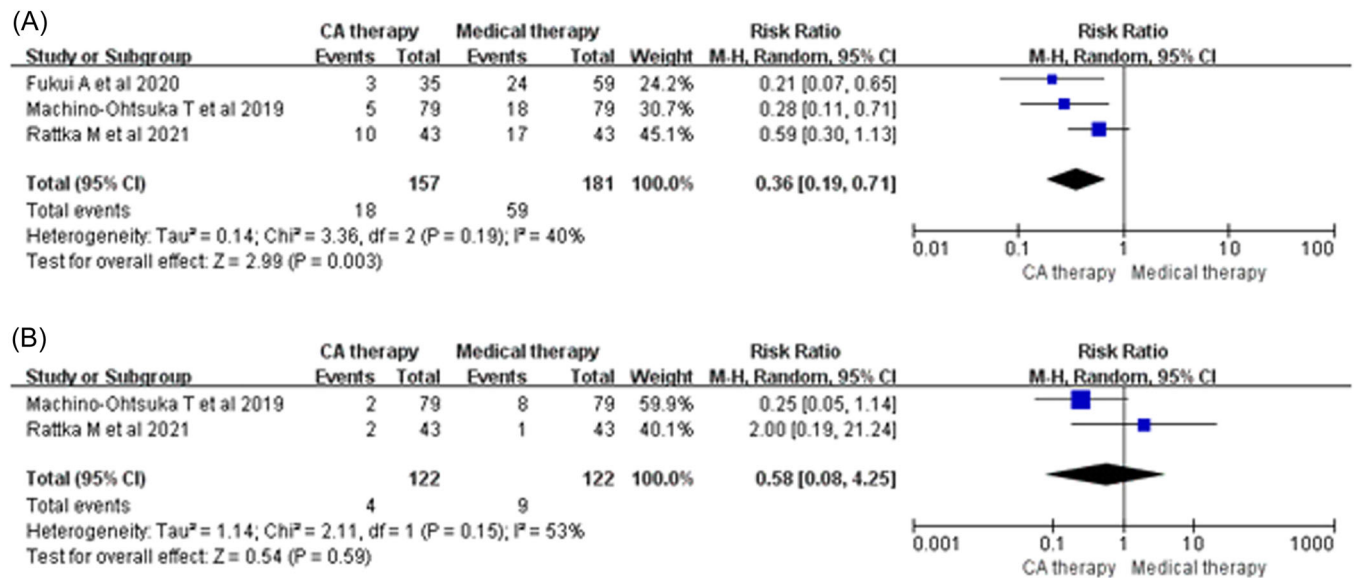 (A)
CA therapy Medical therapy Risk Ratio Risk Ratio
Study or Subgroup Events Total Events Total Weight M-H, Random, 95% CI M-H, Random, 95% CI
Fukui A et al 2020 3 35 24 59 24.2% 0.21 [0.07, 0.65]
Machino-Ohtsuka T et al 2019 5 79 18 79 30.7% 0.28 [0.11, 0.71]
Rattka M et al 2021 10 43 17 43 45.1% 0.59 [0.30, 1.13]
Total (95% CI) 157 181 100.0% 0.36 [0.19, 0.71]
Total events 18 59
Heterogeneity: Tau² = 0.14; Chi² = 3.36, df = 2 (P = 0.19); I² = 40%
Test for overall effect: Z = 2.99 (P = 0.003)
0.01 0.1 1 10 100
CA therapy Medical therapy
(B)
CA therapy Medical therapy Risk Ratio Risk Ratio
Study or Subgroup Events Total Events Total Weight M-H, Random, 95% CI M-H, Random, 95% CI
Machino-Ohtsuka T et al 2019 2 79 8 79 59.9% 0.25 [0.05, 1.14]
Rattka M et al 2021 2 43 1 43 40.1% 2.00 [0.19, 21.24]
Total (95% CI) 122 122 100.0% 0.58 [0.08, 4.25]
Total events 4 9
Heterogeneity: Tau² = 1.14; Chi² = 2.11, df = 1 (P = 0.15); I² = 53%
Test for overall effect: Z = 0.54 (P = 0.59)
0.001 0.1 1 10 1000
CA therapy Medical therapy